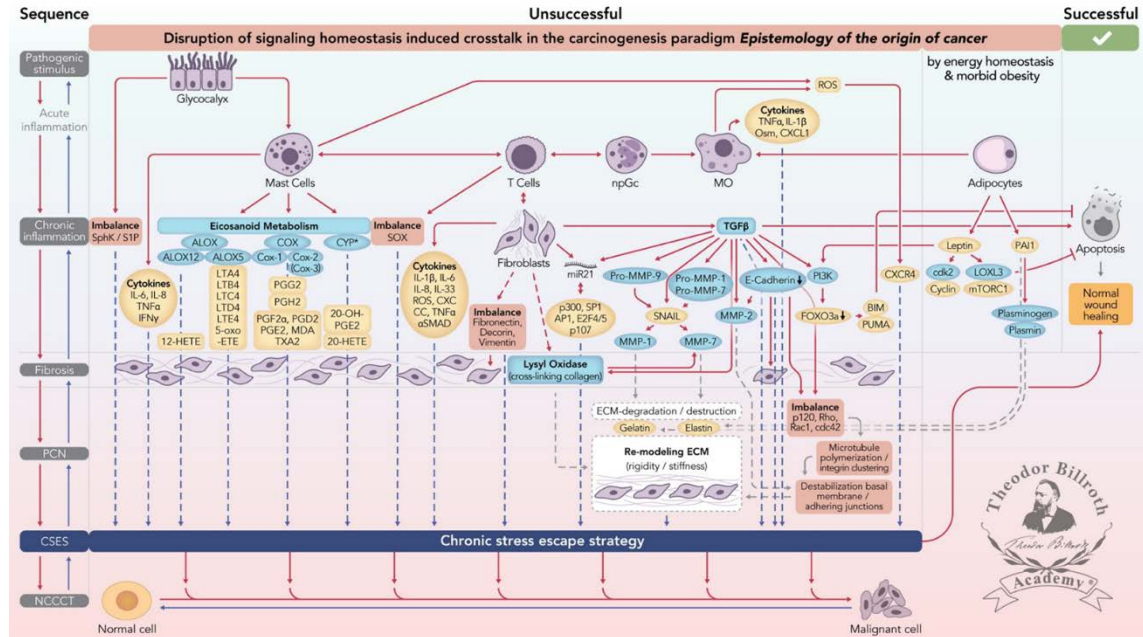 Sequence
Unsuccessful
Successful
Disruption of signaling homeostasis induced crosstalk in the carcinogenesis paradigm Epistemology of the origin of cancer
Pathogenic
stimulus
Glycocalyx
by energy homeostasis
& morbid obesity
ROS
Acute
inflammation
Cytokines
TNFα, IL-1β
Osm, CXCL1
Mast Cells
T Cells
npGc
MO
Adipocytes
Chronic
inflammation
Imbalance
SphK / S1P
Eicosanoid Metabolism
ALOX
COX
CYP*
ALOX12
ALOX5
Cox-1
Cox-2
(Cox-3)
Imbalance
SOX
Fibroblasts
miR21
TGFβ
Pro-MMP-9
Pro-MMP-1
Pro-MMP-7
E-Cadherin
PI3K
CXCR4
Leptin
PAI1
cdk2
LOXL3
Cyclin
mTORC1
Apoptosis
Cytokines
IL-6, IL-8
TNFα
IFNγ
LTA4
LTB4
LTC4
LTD4
LTE4
5-oxo
-ETE
PGG2
PGH2
PGF2α, PGD2
PGE2, MDA
TXA2
20-OH-
PGE2
20-HETE
12-HETE
Cytokines
IL-1β, IL-6
IL-8, IL-33
ROS, CXC
CC, TNFα
αSMAD
Imbalance
Fibronectin,
Decorin,
Vimentin
p300, SP1
AP1, E2F4/5
p107
SNAIL
MMP-2
MMP-1
MMP-7
FOXO3a
BIM
PUMA
Plasminogen
Plasmin
Normal
wound
healing
Fibrosis
Lysyl Oxidase
(cross-linking collagen)
ECM-degradation / destruction
Gelatin
Elastin
Imbalance
p120, Rho,
Rac1, cdc42
PCN
Re-modeling ECM
(rigidity / stiffness)
Microtubule
polymerization /
integrin clustering
Destabilization basal
membrane /
adhering junctions
CSES
Chronic stress escape strategy
NCCCT
Normal cell
Malignant cell
Theodor Billroth
Academy®